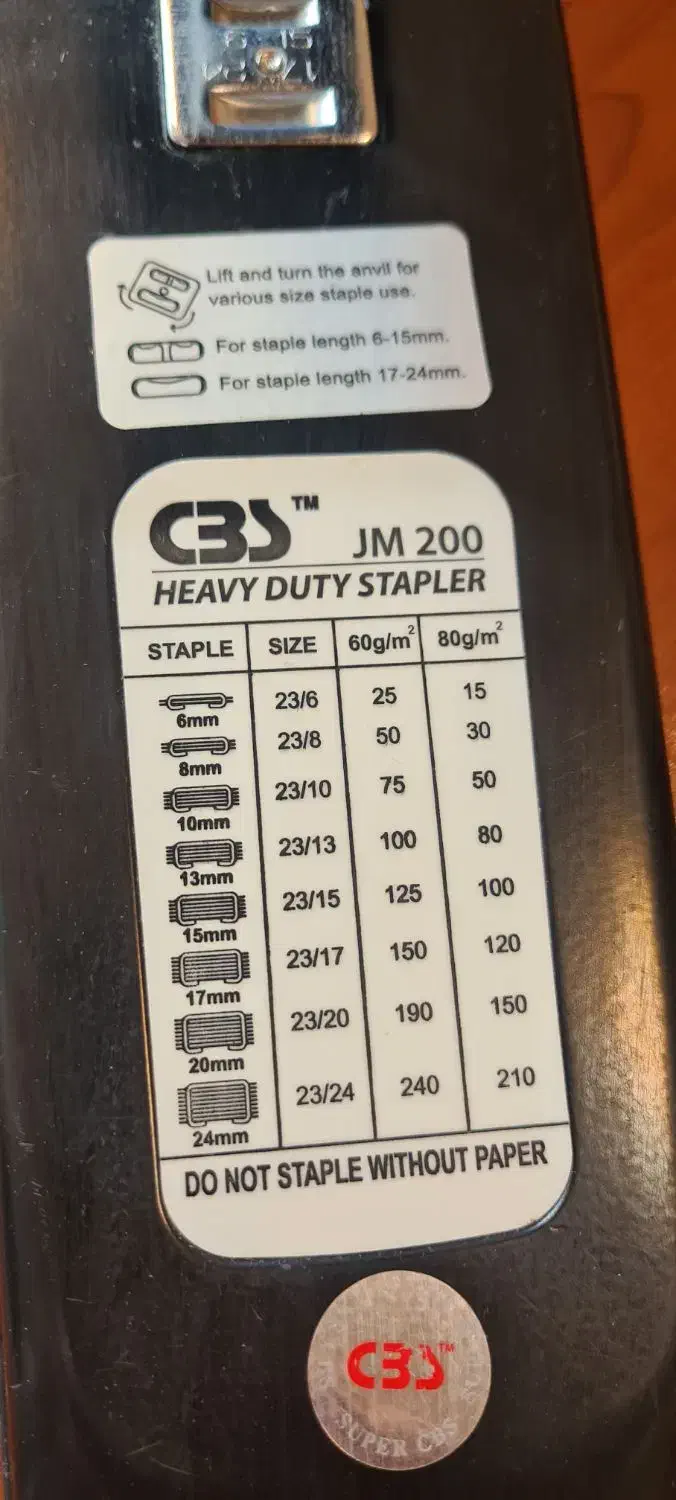 17-24
Lift and turn the anvil for
various size staple use.
For staple length 6-15mm.
For staple length 17-24mm.
CBS™ JM 200
HEAVY DUTY STAPLER
STAPLE SIZE 60g/m² 80g/m²
6mm 23/6 25 15
8mm 23/8 50 30
10mm 23/10 75 50
13mm 23/13 100 80
15mm 23/15 125 100
17mm 23/17 150 120
20mm 23/20 190 150
24mm 23/24 240 210
DO NOT STAPLE WITHOUT PAPER
CBS™
SUPER CBS